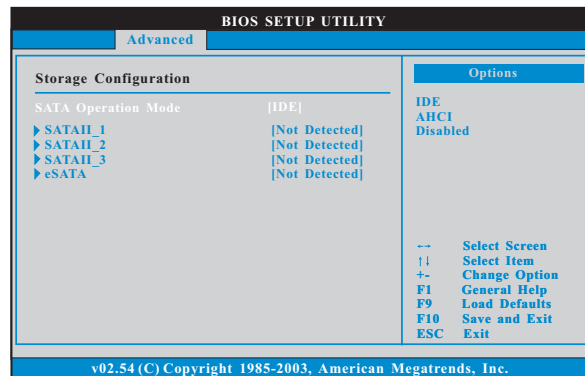 BIOS SETUP UTILITY
Advanced
Storage Configuration
SATA Operation Mode [IDE]
SATAII_1 [Not Detected]
SATAII_2 [Not Detected]
SATAII_3 [Not Detected]
eSATA [Not Detected]
Options
IDE
AHCI
Disabled
←→ Select Screen
↑↓ Select Item
+- Change Option
F1 General Help
F9 Load Defaults
F10 Save and Exit
ESC Exit
v02.54 (C) Copyright 1985-2003, American Megatrends, Inc.